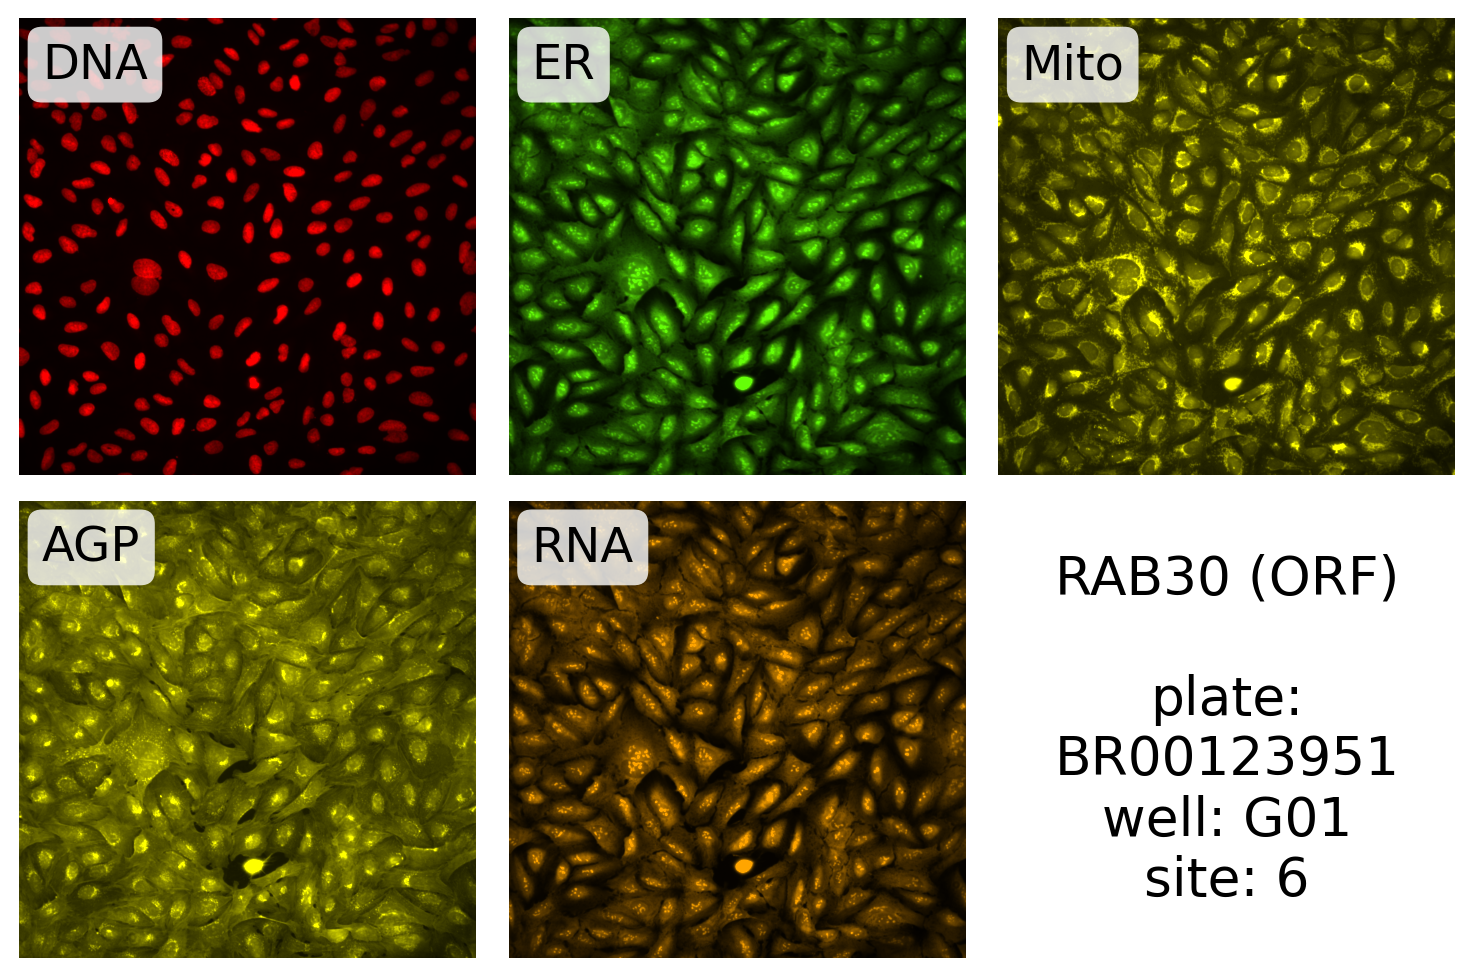 DNA
ER
Mito
AGP
RNA
RAB30 (ORF)
plate:
BR00123951
well: G01
site: 6